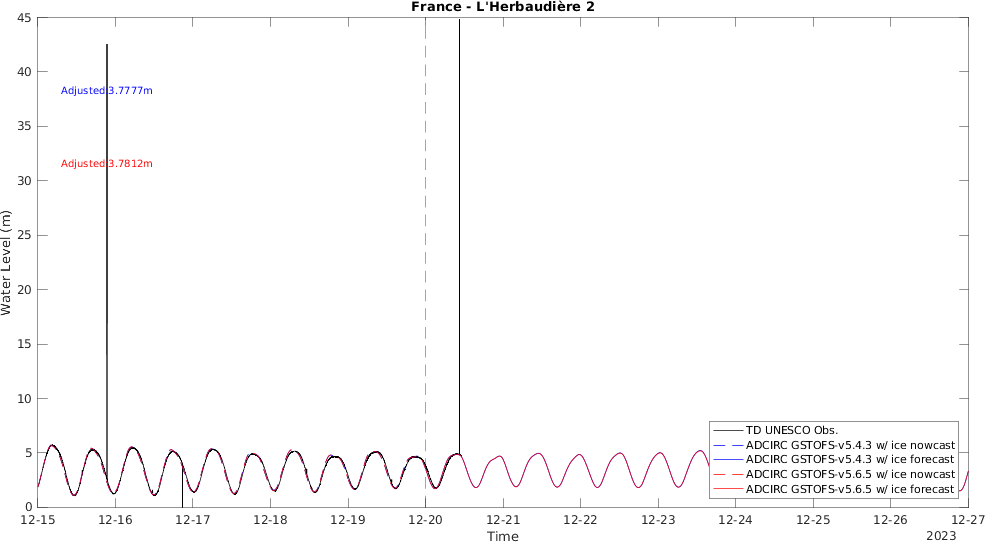 France - L'Herbaudière 2
45
40
35
30
25
20
15
10
5
0
Water Level (m)
Adjusted 3.7777m
Adjusted 3.7812m
TD UNESCO Obs.
ADCIRC GSTOFS-v5.4.3 w/ ice nowcast
ADCIRC GSTOFS-v5.4.3 w/ ice forecast
ADCIRC GSTOFS-v5.6.5 w/ ice nowcast
ADCIRC GSTOFS-v5.6.5 w/ ice forecast
12-15 12-16 12-17 12-18 12-19 12-20 12-21 12-22 12-23 12-24 12-25 12-26 12-27
Time
2023